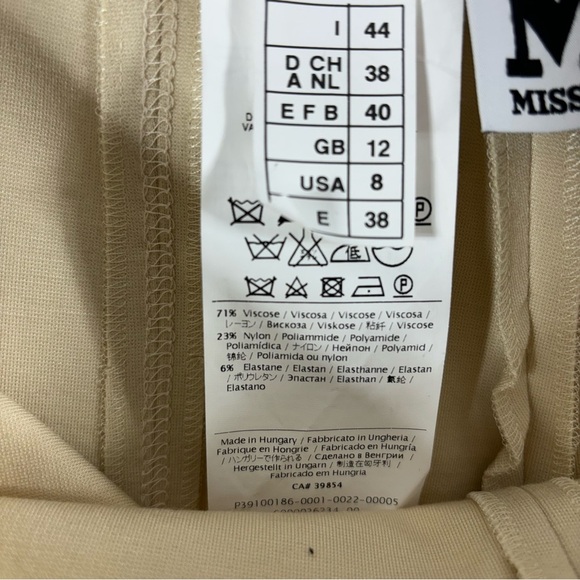 I 44
D CH A NL 38
E F B 40
GB 12
USA 8
E 38
M
MISS
D
VA
P
低
P
71% Viscose / Viscosa / Viscose / Viscosa /
レーヨン / Вискоза / Viskose / 粘纤 / Viscosa
23% Nylon / Poliammide / Polyamide /
Poliamídica / ナイロン / Нейлон / Polyamid /
锦纶 / Poliamida ou nylon
6% Elastane / Elastan / Elasthanne / Elastan
/ ポリウレタン / Эластан / Elasthan / 氨纶 /
Elastano
Made in Hungary / Fabbricato in Ungheria /
Fabrique en Hongrie / Fabricado en Hungría
/ ハンガリーで作られる / Сделано в Венгрии /
Hergestellt in Ungarn / 制造在匈牙利 /
Fabricado em Hungria
CA# 39854
P39100186-0001-0022-00005